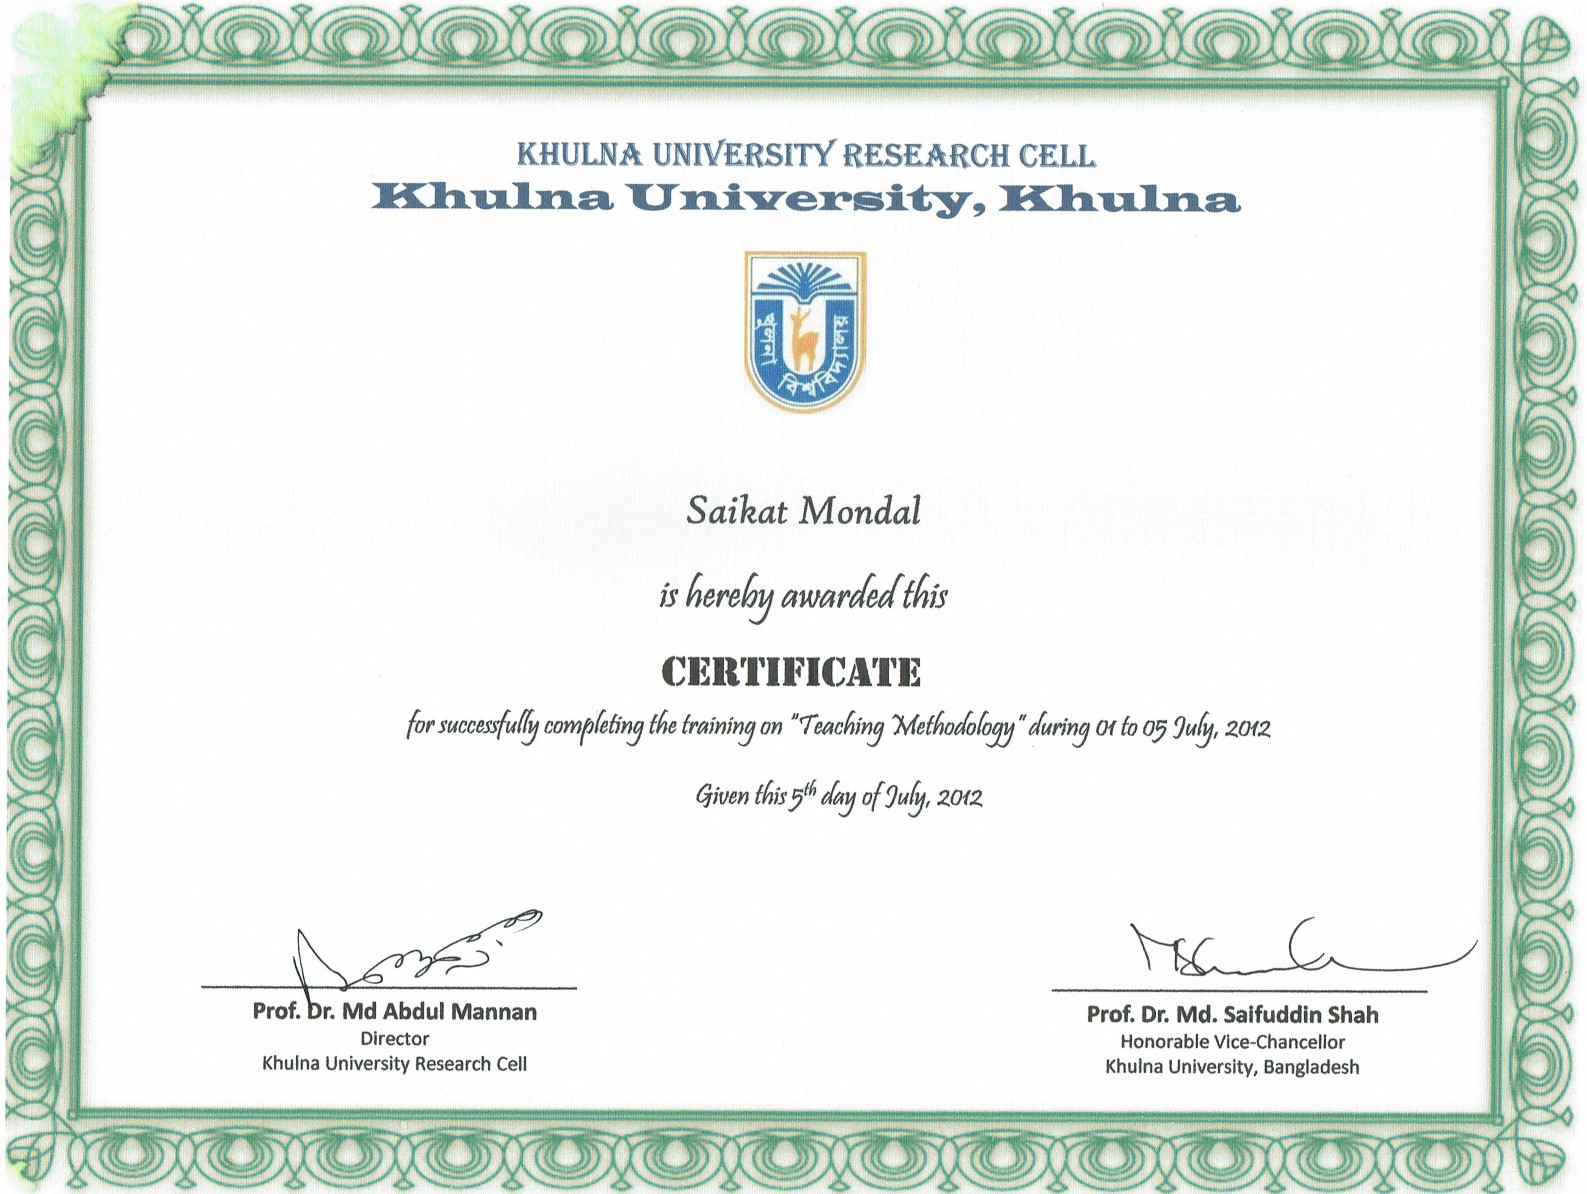 KHULNA UNIVERSITY RESEARCH CELL
Khulna University, Khulna
খুলনা বিশ্ববিদ্যালয়
Saikat Mondal
is hereby awarded this
CERTIFICATE
for successfully completing the training on "Teaching Methodology" during 01 to 05 July, 2012
Given this 5th day of July, 2012
Prof. Dr. Md Abdul Mannan
Director
Khulna University Research Cell
Prof. Dr. Md. Saifuddin Shah
Honorable Vice-Chancellor
Khulna University, Bangladesh